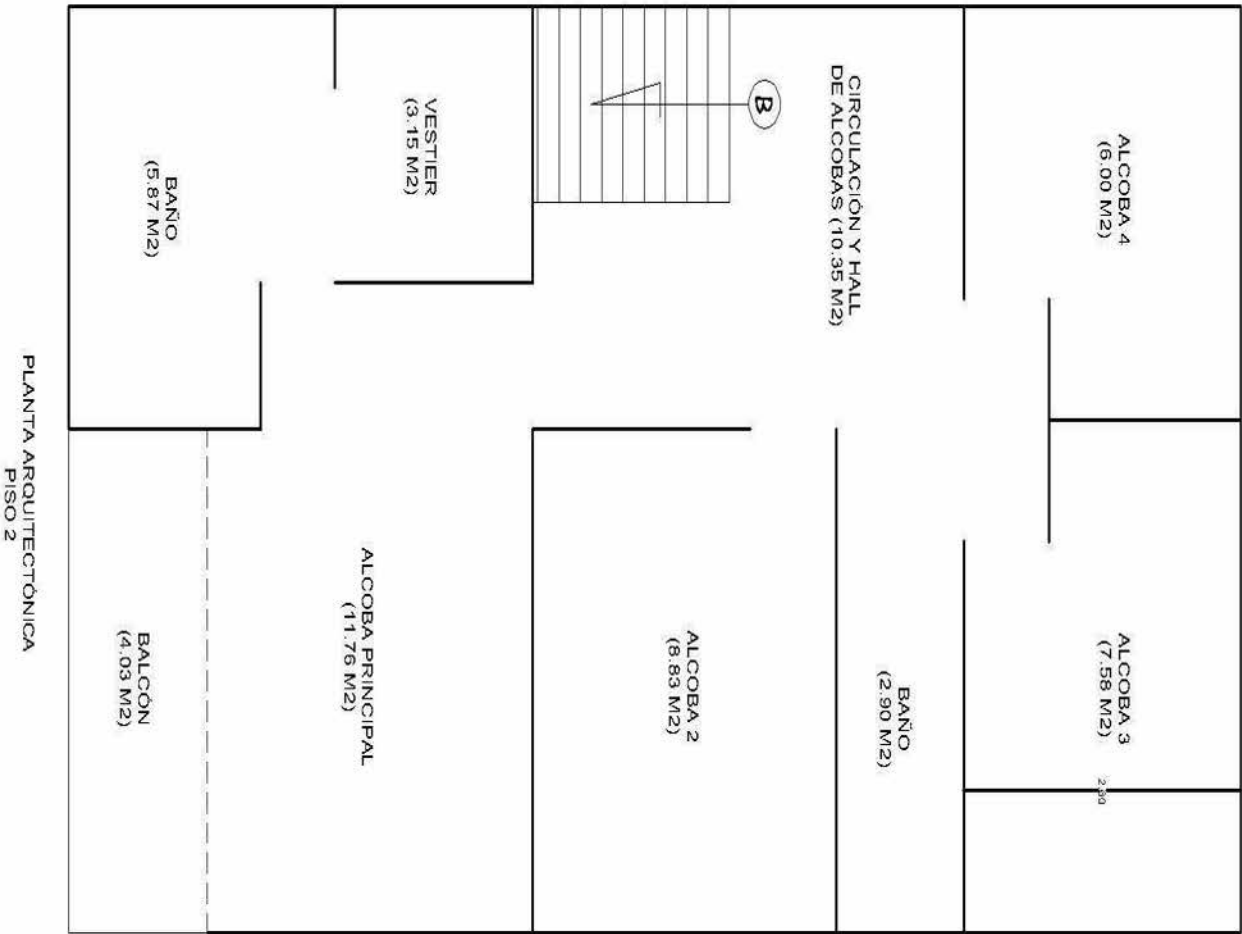 ALCOBA 4
(6.00 M2)
ALCOBA 3
(7.58 M2)
2.90
CIRCULACIÓN Y HALL
DE ALCOBAS (10.35 M2)
BAÑO
(2.90 M2)
B
ALCOBA 2
(8.83 M2)
VESTIER
(3.15 M2)
ALCOBA PRINCIPAL
(11.76 M2)
BAÑO
(5.87 M2)
BALCÓN
(4.03 M2)
PLANTA ARQUITECTÓNICA
PISO 2